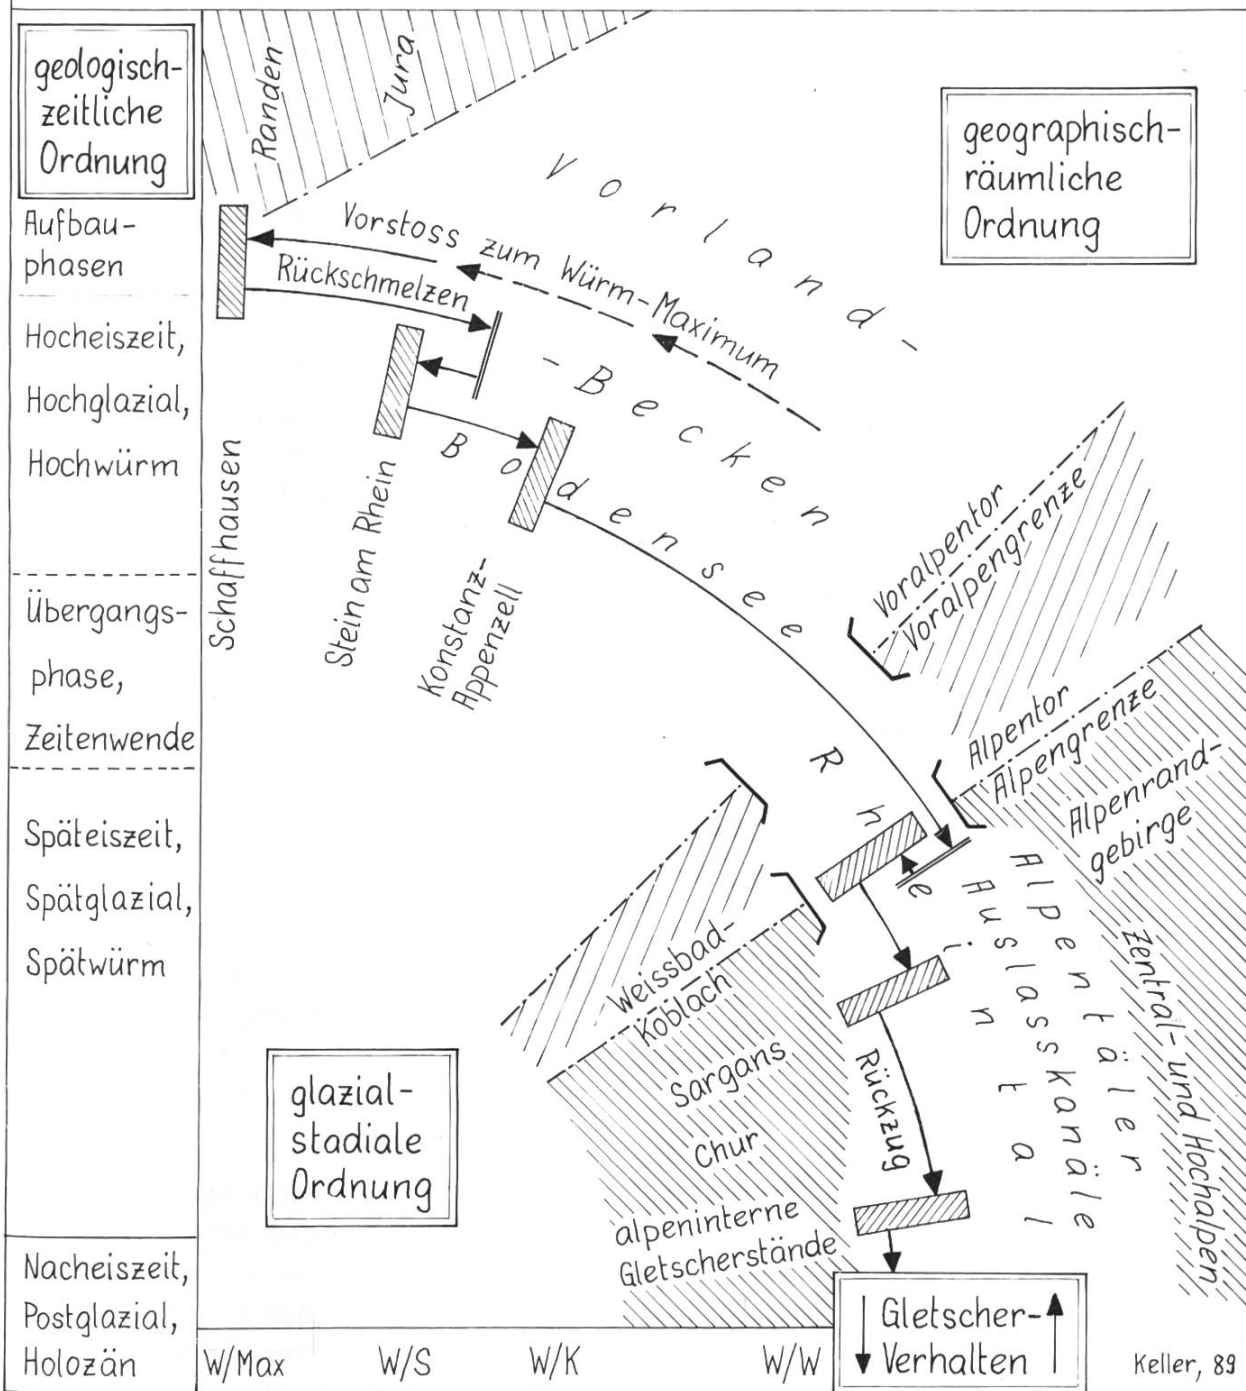 geologisch-
zeitliche
Ordnung
Aufbau-
phasen
Hocheiszeit,
Hochglazial,
Hochwürm
Übergangs-
phase,
Zeitenwende
Späteiszeit,
Spätglazial,
Spätwürm
Nacheiszeit,
Postglazial,
Holozän
Randen
Jura
geographisch-
räumliche
Ordnung
Vorland-
-Becken
Vorstoss zum Würm-Maximum
Rückschmelzen
Bodensee
Rheintal
Schaffhausen
Stein am Rhein
Konstanz-
Appenzell
Voralpentor
Voralpengrenze
Alpentor
Alpengrenze
Alpenrand-
gebirge
Alpentäler
Auslasskanäle
Zentral- und Hochalpen
Weissbad-
Koblach
Sargans
Chur
alpeninterne
Gletscherstände
Rückzug
glazial-
stadiale
Ordnung
Gletscher-
Verhalten
W/Max
W/S
W/K
W/W
Keller, 89